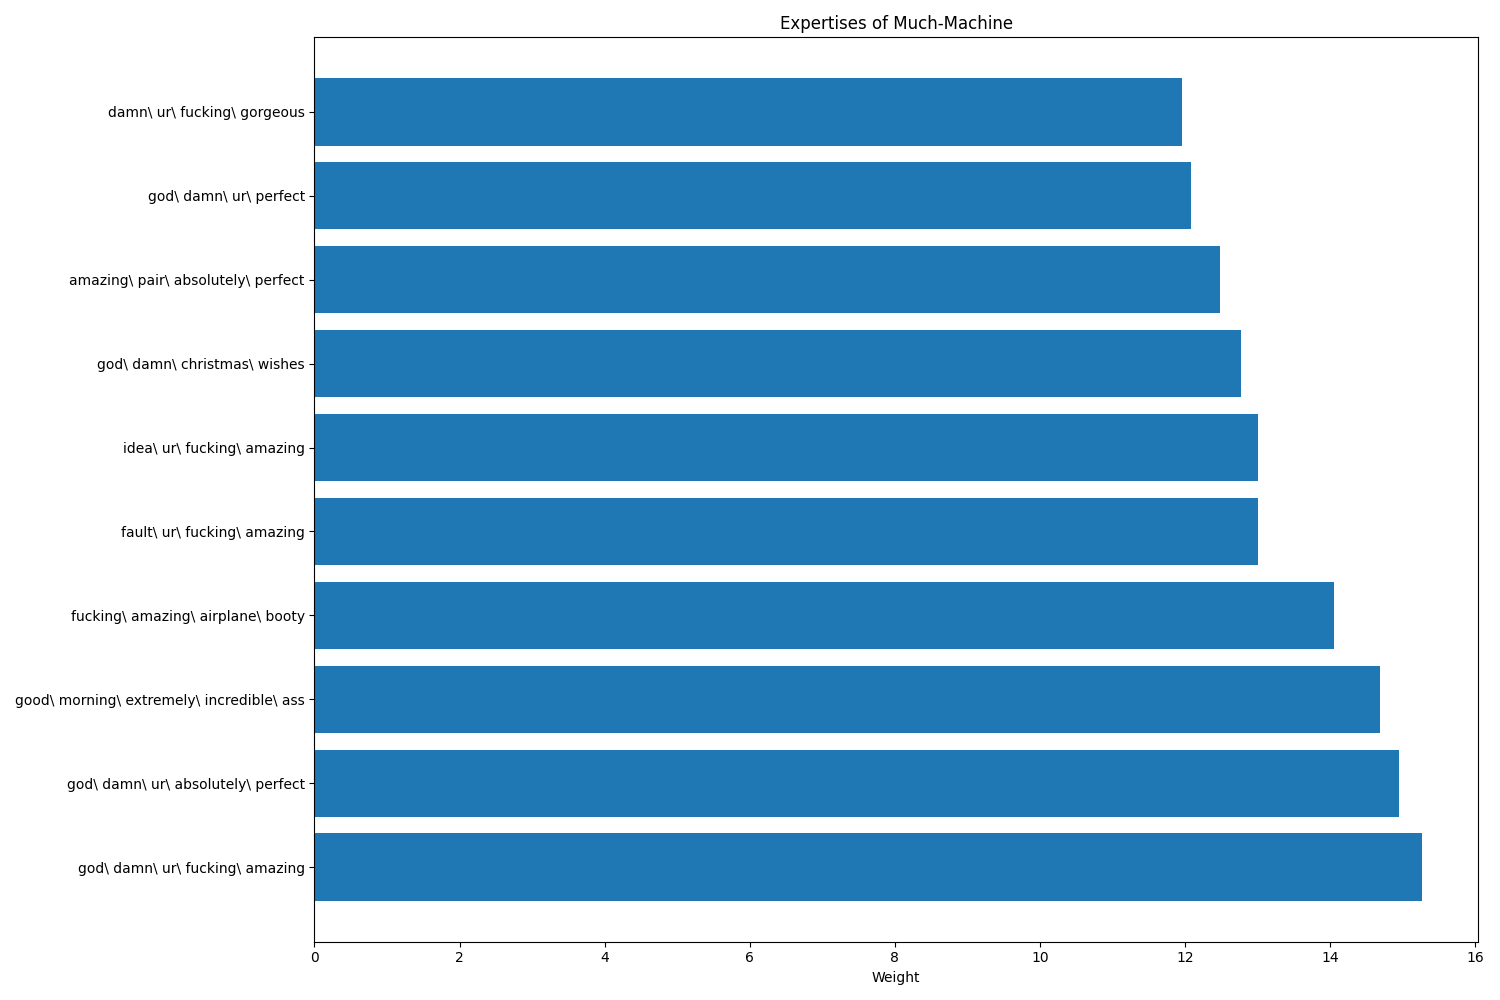 Expertises of Much-Machine
damn\ ur\ fucking\ gorgeous
god\ damn\ ur\ perfect
amazing\ pair\ absolutely\ perfect
god\ damn\ christmas\ wishes
idea\ ur\ fucking\ amazing
fault\ ur\ fucking\ amazing
fucking\ amazing\ airplane\ booty
good\ morning\ extremely\ incredible\ ass
god\ damn\ ur\ absolutely\ perfect
god\ damn\ ur\ fucking\ amazing
0 2 4 6 8 10 12 14 16
Weight